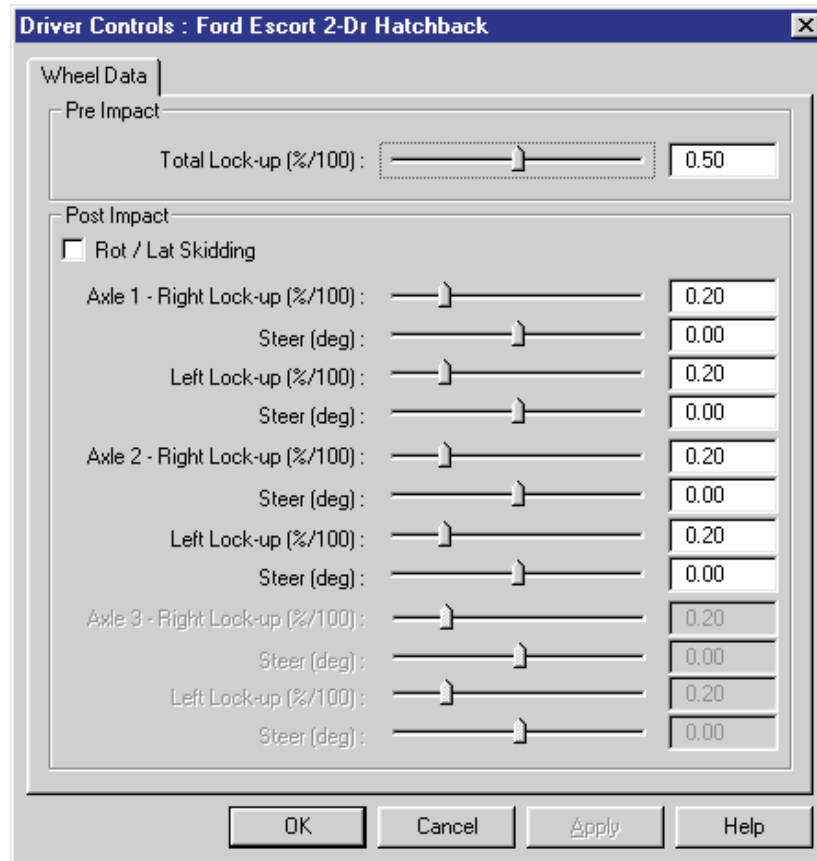 Driver Controls : Ford Escort 2-Dr Hatchback
Wheel Data
Pre Impact
Total Lock-up (%/100) : 0.50
Post Impact
Rot / Lat Skidding
Axle 1 - Right Lock-up (%/100) : 0.20
Steer (deg) : 0.00
Left Lock-up (%/100) : 0.20
Steer (deg) : 0.00
Axle 2 - Right Lock-up (%/100) : 0.20
Steer (deg) : 0.00
Left Lock-up (%/100) : 0.20
Steer (deg) : 0.00
Axle 3 - Right Lock-up (%/100) : 0.20
Steer (deg) : 0.00
Left Lock-up (%/100) : 0.20
Steer (deg) : 0.00
OK Cancel Apply Help